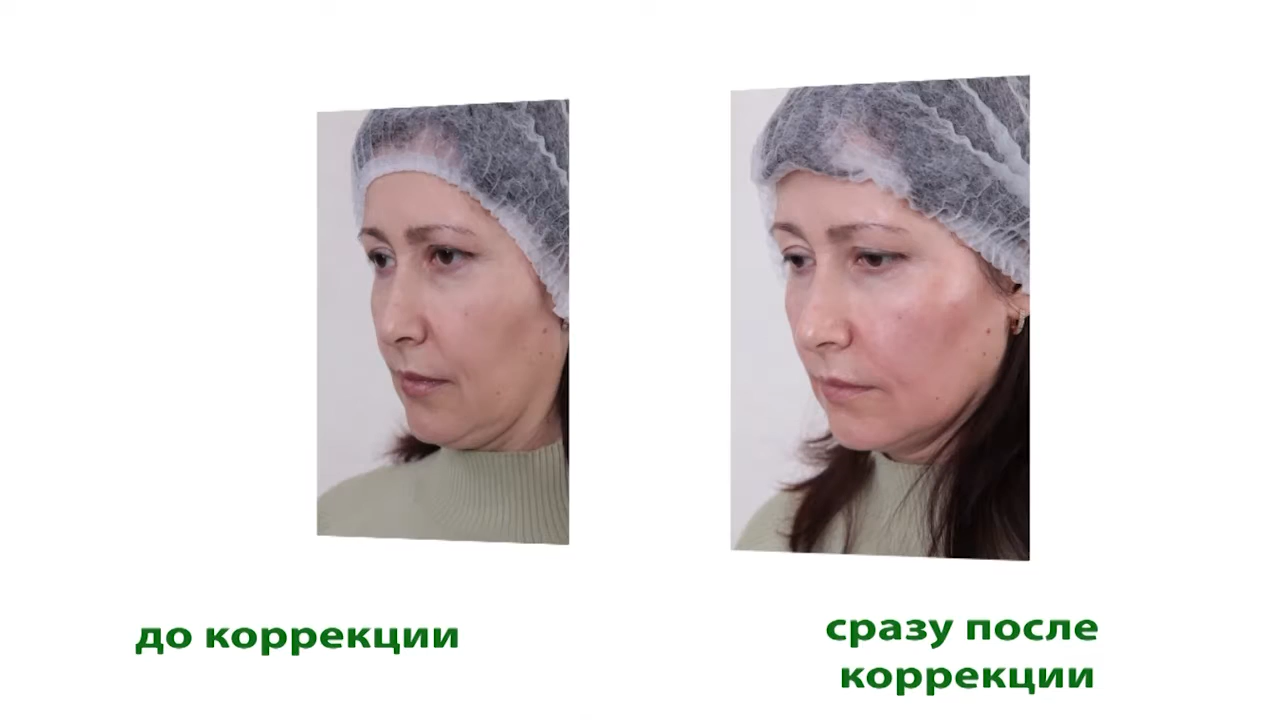 до коррекции
сразу после
коррекции